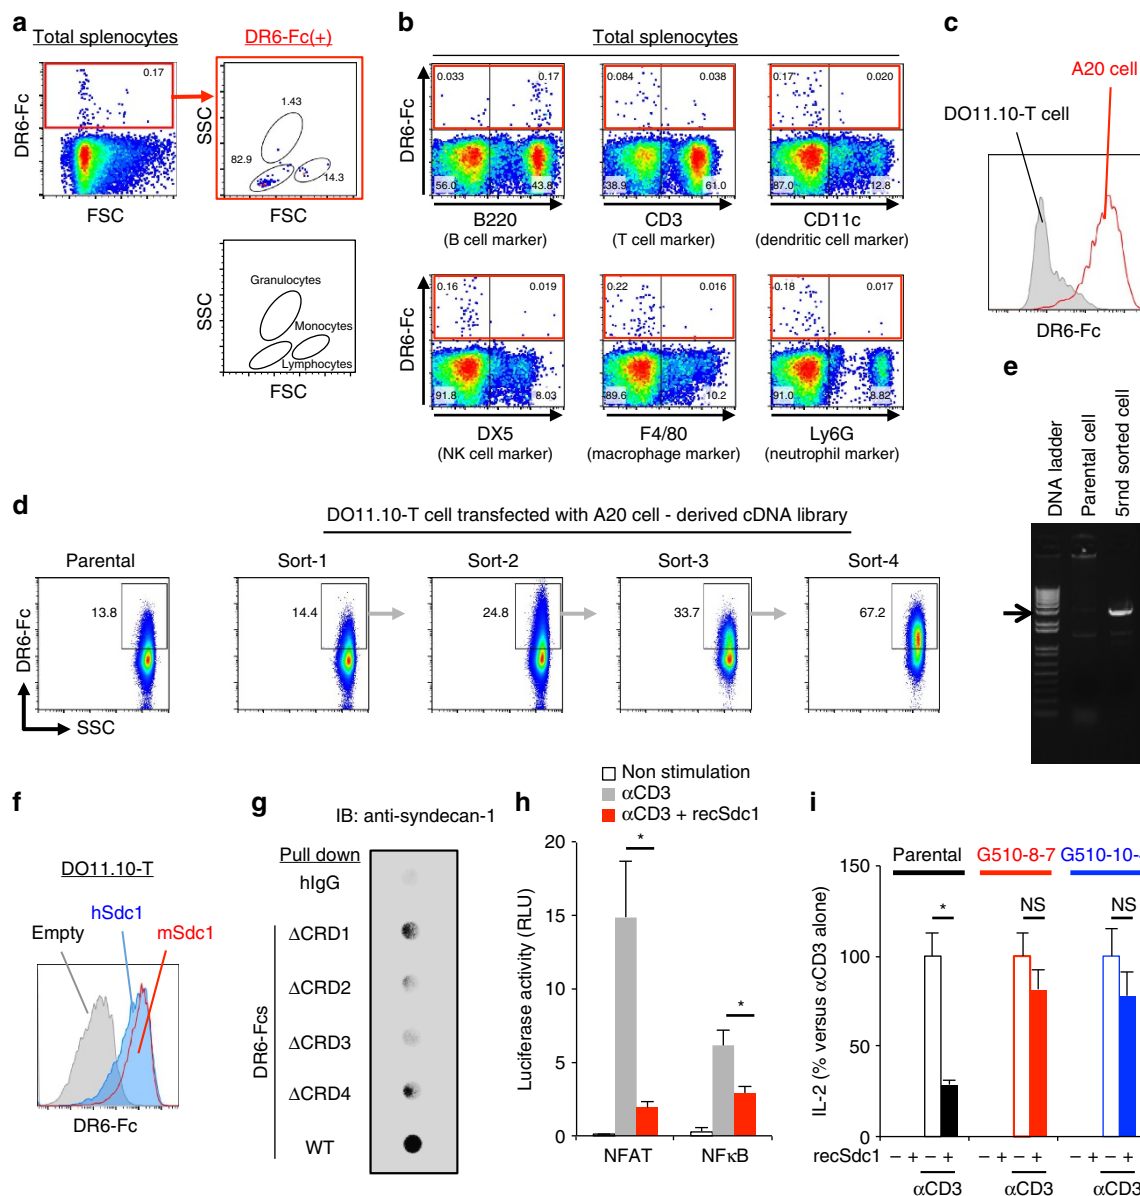 a
Total splenocytes
DR6-Fc(+)
0.17
DR6-Fc
FSC
SSC
1.43
82.9
14.3
FSC
SSC
Granulocytes
Monocytes
Lymphocytes
FSC
b
Total splenocytes
DR6-Fc
0.033
0.17
56.0
43.8
B220
(B cell marker)
0.084
0.038
38.9
61.0
CD3
(T cell marker)
0.17
0.020
87.0
12.8
CD11c
(dendritic cell marker)
DR6-Fc
0.16
0.019
91.8
8.03
DX5
(NK cell marker)
0.22
0.016
89.6
10.2
F4/80
(macrophage marker)
0.18
0.017
91.0
8.82
Ly6G
(neutrophil marker)
c
A20 cell
DO11.10-T cell
DR6-Fc
d
DO11.10-T cell transfected with A20 cell - derived cDNA library
Parental
Sort-1
Sort-2
Sort-3
Sort-4
13.8
14.4
24.8
33.7
67.2
DR6-Fc
SSC
e
DNA ladder
Parental cell
5rnd sorted cell
f
DO11.10-T
hSdc1
Empty
mSdc1
DR6-Fc
g
IB: anti-syndecan-1
Pull down
hIgG
DR6-Fcs
ΔCRD1
ΔCRD2
ΔCRD3
ΔCRD4
WT
h
Non stimulation
αCD3
αCD3 + recSdc1
Luciferase activity (RLU)
20
15
10
5
0
*
*
NFAT
NFκB
i
Parental
G510-8-7
IL-2 (% versus αCD3 alone)
150
100
50
0
*
NS
NS
recSdc1
– + – +
– + – +
– + – +
αCD3
αCD3
αCD3